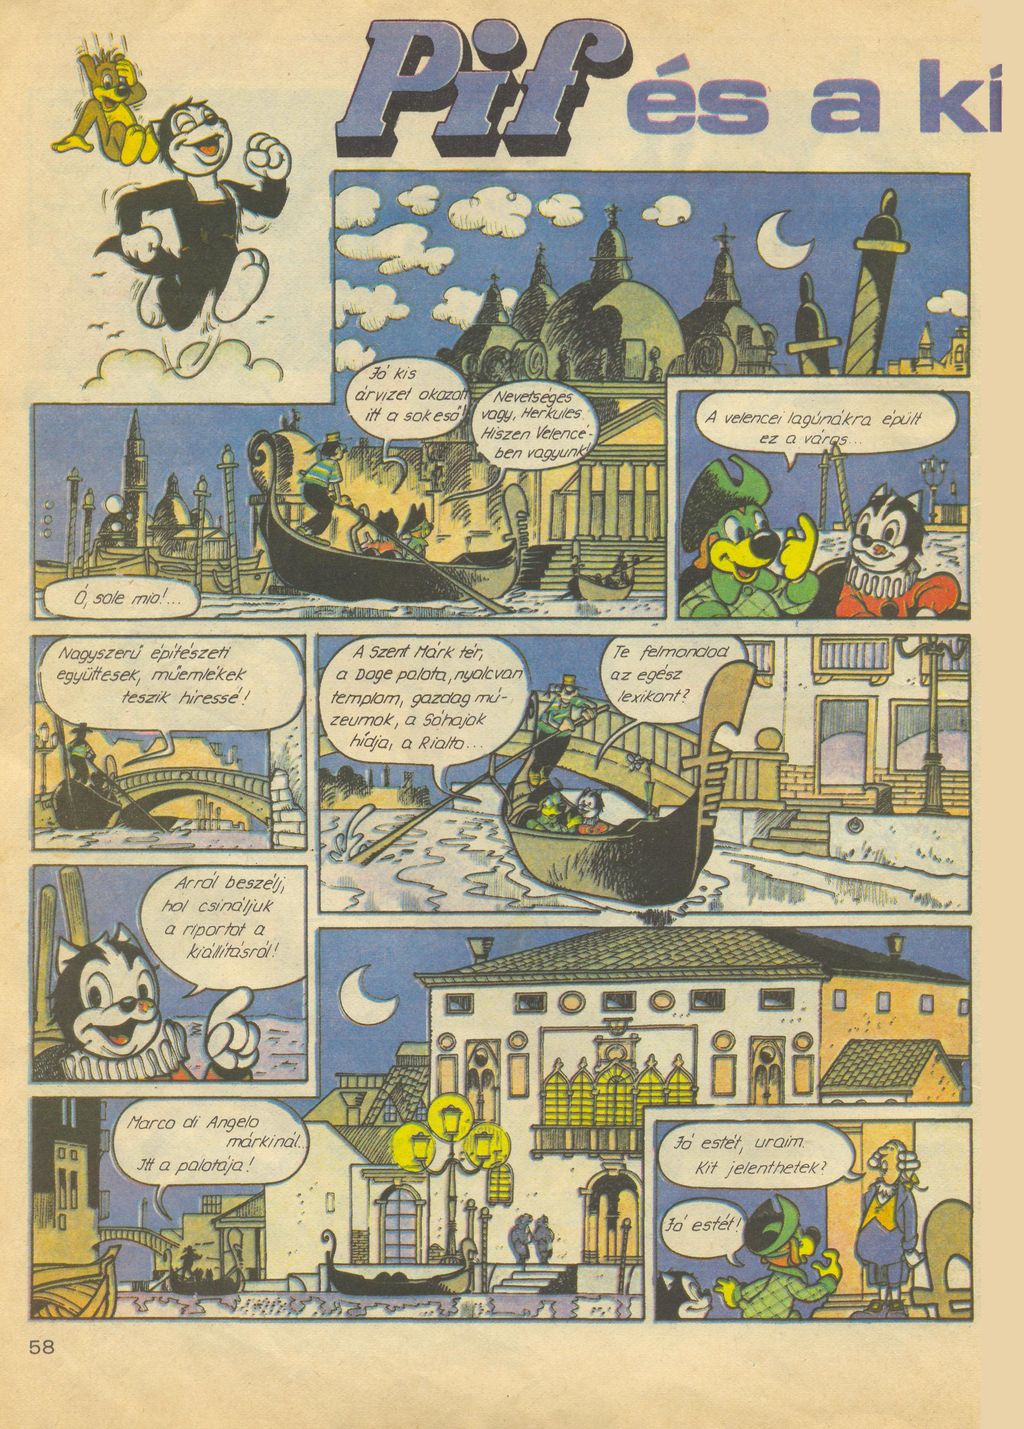 Pif és a kí
Jó kis
árvizet okozott
itt a sok eső!
Nevetséges
vagy, Herkules.
Hiszen Velencé-
ben vagyunk!
Ó, sole mio!...
A velencei lagúnákra épült
ez a város...
Nagyszerű építészeti
együttesek, műemlékek
teszik híressé!
A Szent Márk tér,
a Doge palota, nyolcvan
templom, gazdag mú-
zeumok, a Sóhajok
hídja, a Rialto...
Te felmondod
az egész
lexikont?
Arról beszélj,
hol csináljuk
a riportot a
kiállításról!
Marco di Angelo
márkinál...
Itt a palotája!
Jó estét, uraim.
Kit jelenthetek?
Jó estét!
58